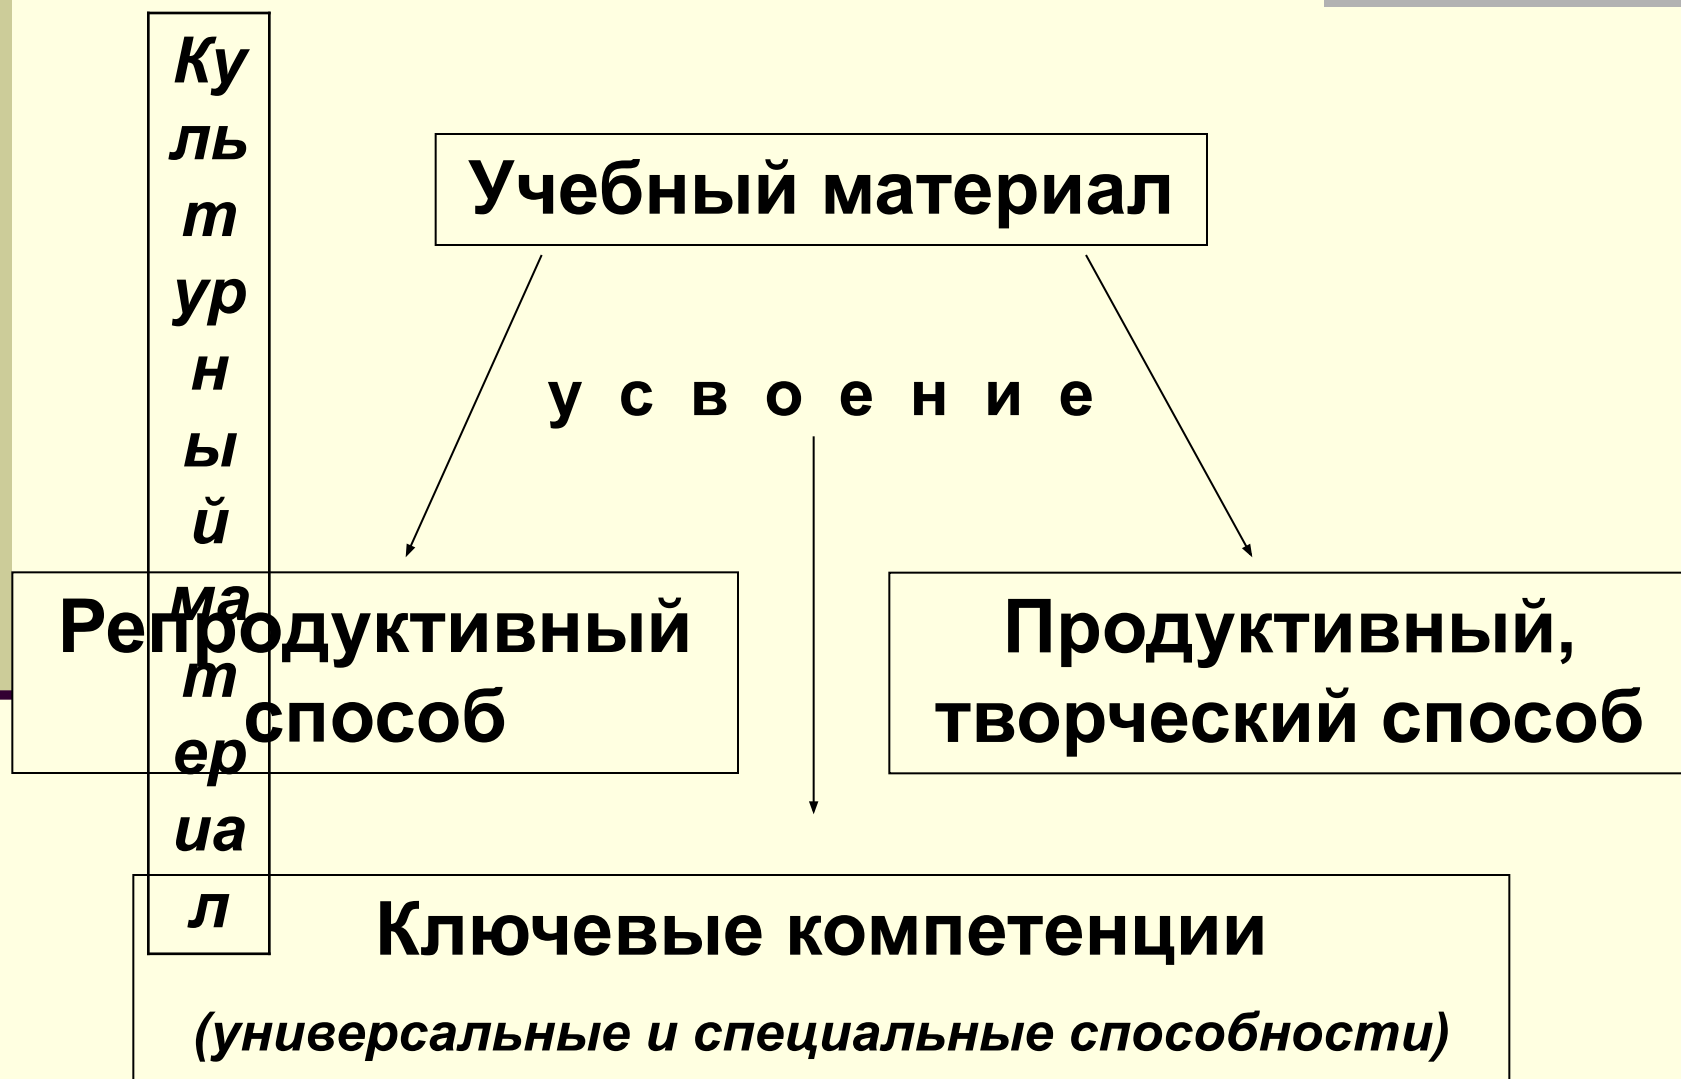 Ку
ль
т
ур
н
ы
й
ма
т
ер
иа
л
Учебный материал
у с в о е н и е
Репродуктивный
способ
Продуктивный,
творческий способ
Ключевые компетенции
(универсальные и специальные способности)